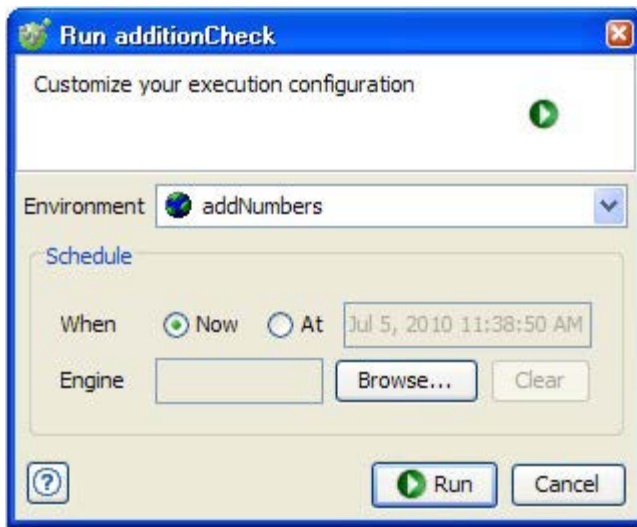 Run additionCheck
Customize your execution configuration
Environment addNumbers
Schedule
When Now At Jul 5, 2010 11:38:50 AM
Engine Browse... Clear
? Run Cancel